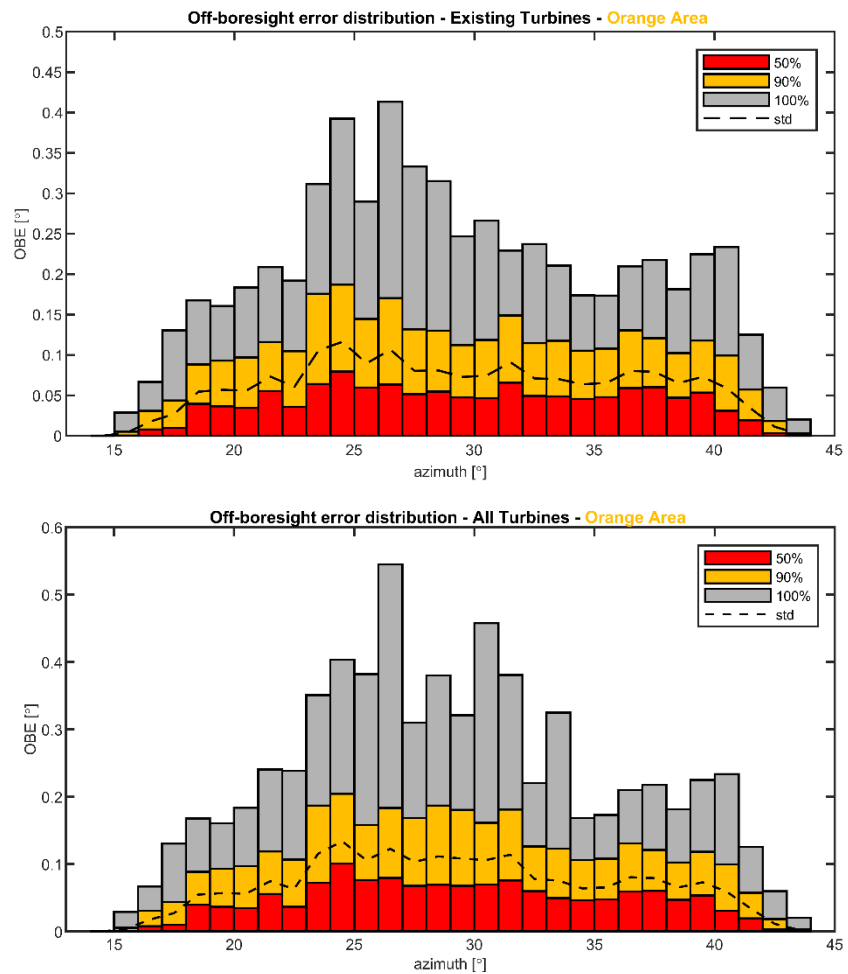 Off-boresight error distribution - Existing Turbines - Orange Area
0.5
0.45
0.4
0.35
0.3
0.25
0.2
0.15
0.1
0.05
0
OBE [°]
50%
90%
100%
std
15 20 25 30 35 40 45
azimuth [°]
Off-boresight error distribution - All Turbines - Orange Area
0.6
0.5
0.4
0.3
0.2
0.1
0
OBE [°]
50%
90%
100%
std
15 20 25 30 35 40 45
azimuth [°]